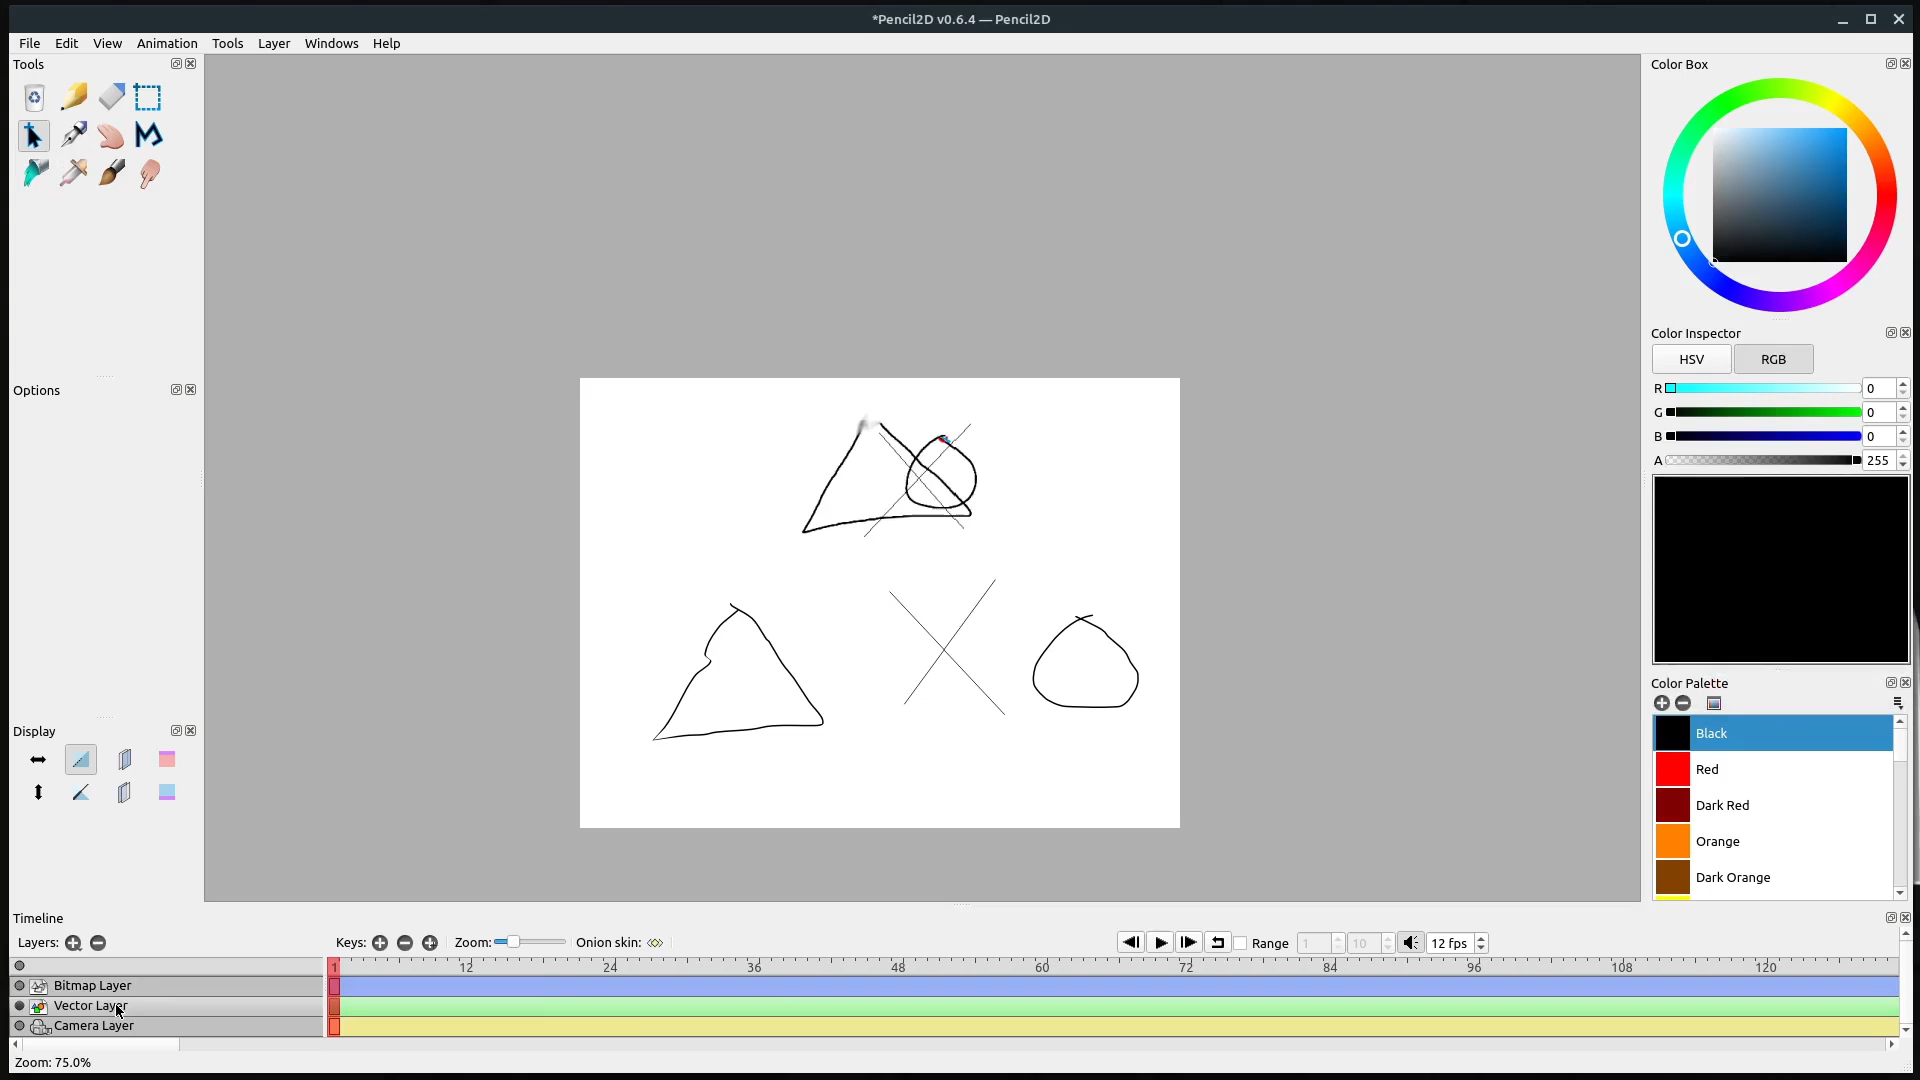 *Pencil2D v0.6.4 — Pencil2D
File Edit View Animation Tools Layer Windows Help
Tools
Options
Display
Color Box
Color Inspector
HSV RGB
R 0
G 0
B 0
A 255
Color Palette
Black
Red
Dark Red
Orange
Dark Orange
Timeline
Layers: Keys: Zoom: Onion skin: Range 1 10 12 fps
1 12 24 36 48 60 72 84 96 108 120
Bitmap Layer
Vector Layer
Camera Layer
Zoom: 75.0%